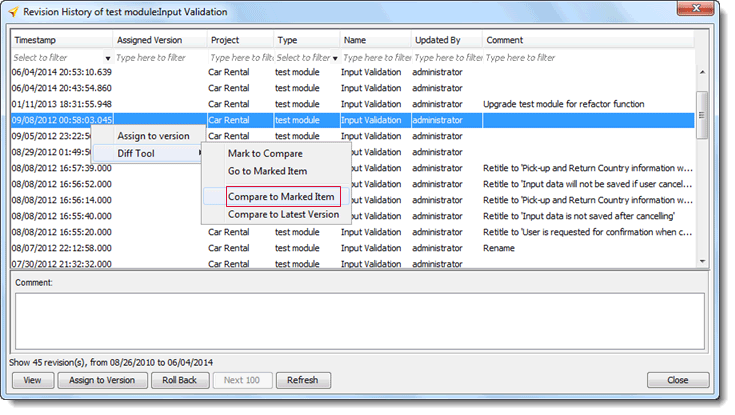 Revision History of test module:Input Validation
Timestamp Assigned Version Project Type Name Updated By Comment
Select to filter Type here to filter Type here to filter Select to filter Type here to filter Type here to filter Type here to filter
06/04/2014 20:53:10.639 Car Rental test module Input Validation administrator
06/04/2014 20:43:54.860 Car Rental test module Input Validation administrator
01/11/2013 18:31:55.948 Car Rental test module Input Validation administrator Upgrade test module for refactor function
09/08/2012 00:58:03.045 Car Rental test module Input Validation administrator
09/05/2012 23:22:5 Car Rental test module Input Validation administrator
Assign to version
08/29/2012 01:49:5 administrator
Diff Tool
Mark to Compare
08/08/2012 16:57:39.000 administrator Retitle to 'Pick-up and Return Country information w...
Go to Marked Item
08/08/2012 16:56:52.000 administrator Retitle to 'Input data will not be saved if user cancel...
08/08/2012 16:56:14.000 administrator Retitle to 'Pick-up and Return Country information w...
Compare to Marked Item
08/08/2012 16:55:40.000 administrator Retitle to 'Input data is not saved after cancelling'
Compare to Latest Version
08/08/2012 16:55:20.000 Car Rental test module Input Validation administrator Retitle to 'User is requested for confirmation when c...
08/07/2012 22:12:58.000 Car Rental test module Input Validation administrator Rename
07/30/2012 21:32:32.000 Car Rental test module Input Validation administrator
Comment:
Show 45 revision(s), from 08/26/2010 to 06/04/2014
View Assign to Version Roll Back Next 100 Refresh Close